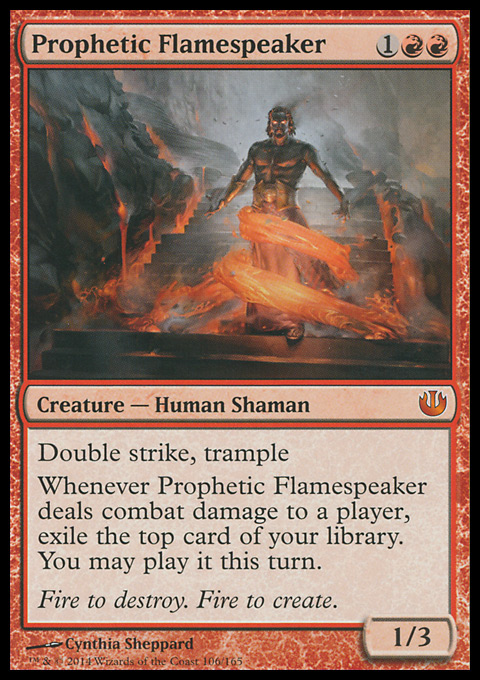 Prophetic Flamespeaker 1
Creature — Human Shaman
Double strike, trample
Whenever Prophetic Flamespeaker
deals combat damage to a player,
exile the top card of your library.
You may play it this turn.
Fire to destroy. Fire to create.
1/3
Cynthia Sheppard
™ & © 2014 Wizards of the Coast 106/165